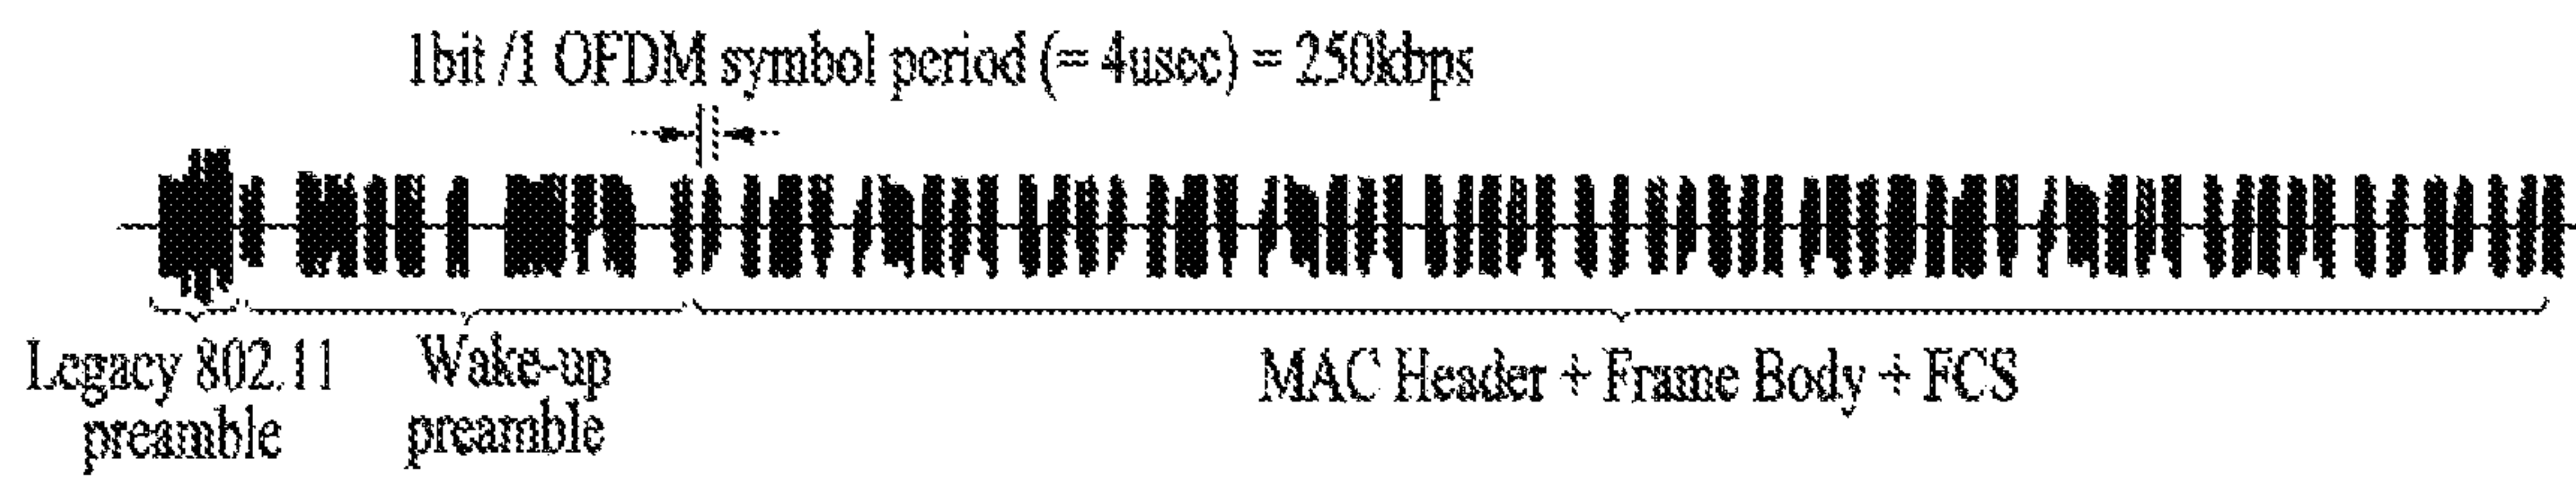 1bit /1 OFDM symbol period (= 4usec) = 250kbps
Legacy 802.11
preamble
Wake-up
preamble
MAC Header + Frame Body + FCS